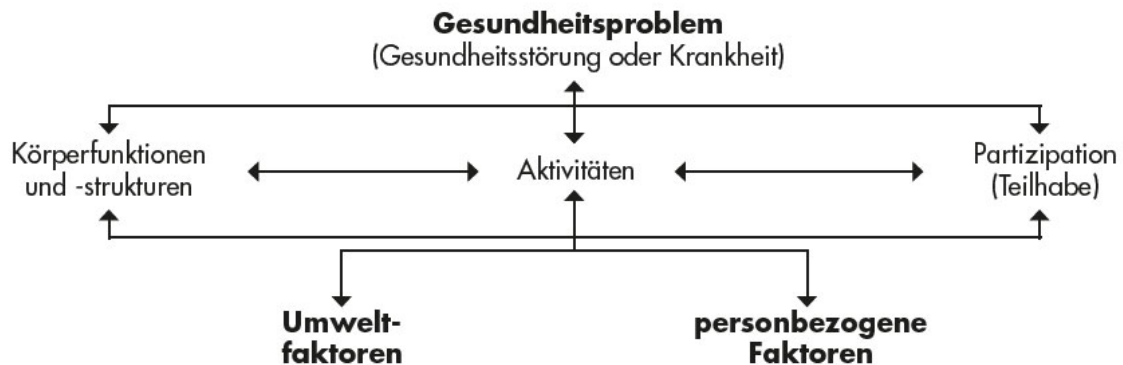 Gesundheitsproblem
(Gesundheitsstörung oder Krankheit)
Körperfunktionen
und -strukturen
Aktivitäten
Partizipation
(Teilhabe)
Umwelt-
faktoren
personbezogene
Faktoren